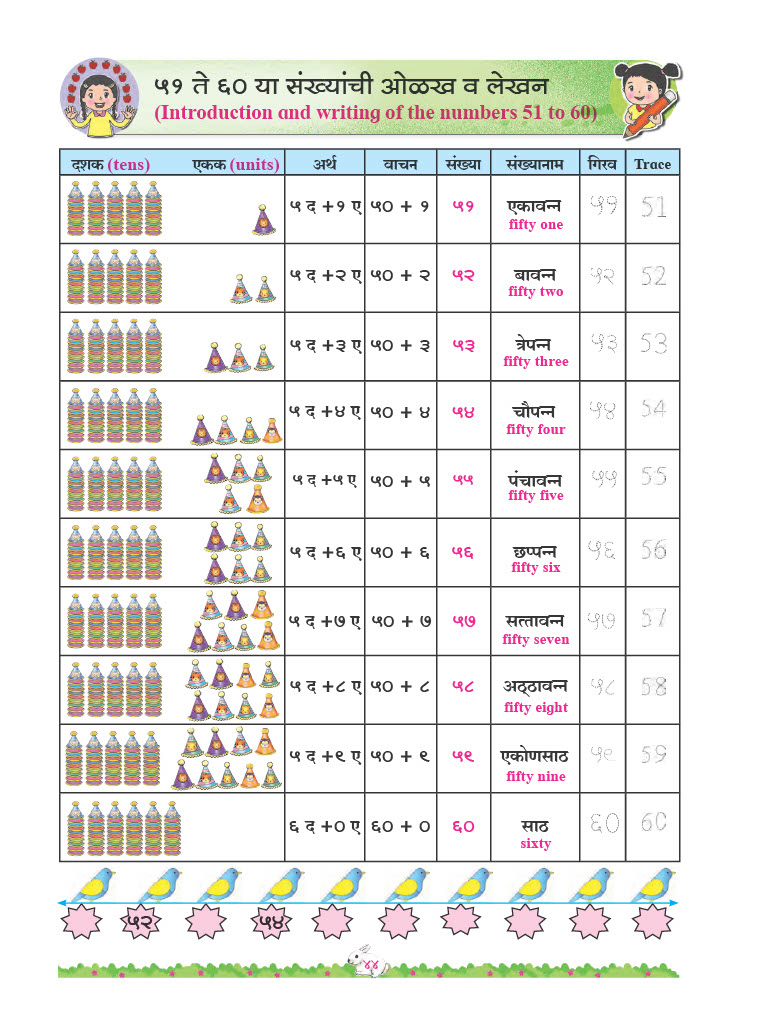 ५१ ते ६० या संख्यांची ओळख व लेखन
(Introduction and writing of the numbers 51 to 60)
दशक (tens) एकक (units) अर्थ वाचन संख्या संख्यानाम गिरव Trace
५ द +१ ए ५० + १ ५१ एकावन्न ५१ 51
fifty one
५ द +२ ए ५० + २ ५२ बावन्न ५२ 52
fifty two
५ द +३ ए ५० + ३ ५३ त्रेपन्न ५३ 53
fifty three
५ द +४ ए ५० + ४ ५४ चौपन्न ५४ 54
fifty four
५ द +५ ए ५० + ५ ५५ पंचावन्न ५५ 55
fifty five
५ द +६ ए ५० + ६ ५६ छप्पन्न ५६ 56
fifty six
५ द +७ ए ५० + ७ ५७ सत्तावन्न ५७ 57
fifty seven
५ द +८ ए ५० + ८ ५८ अठ्ठावन्न ५८ 58
fifty eight
५ द +९ ए ५० + ९ ५९ एकोणसाठ ५९ 59
fifty nine
६ द +० ए ६० + ० ६० साठ ६० 60
sixty
५२ ५४
४४